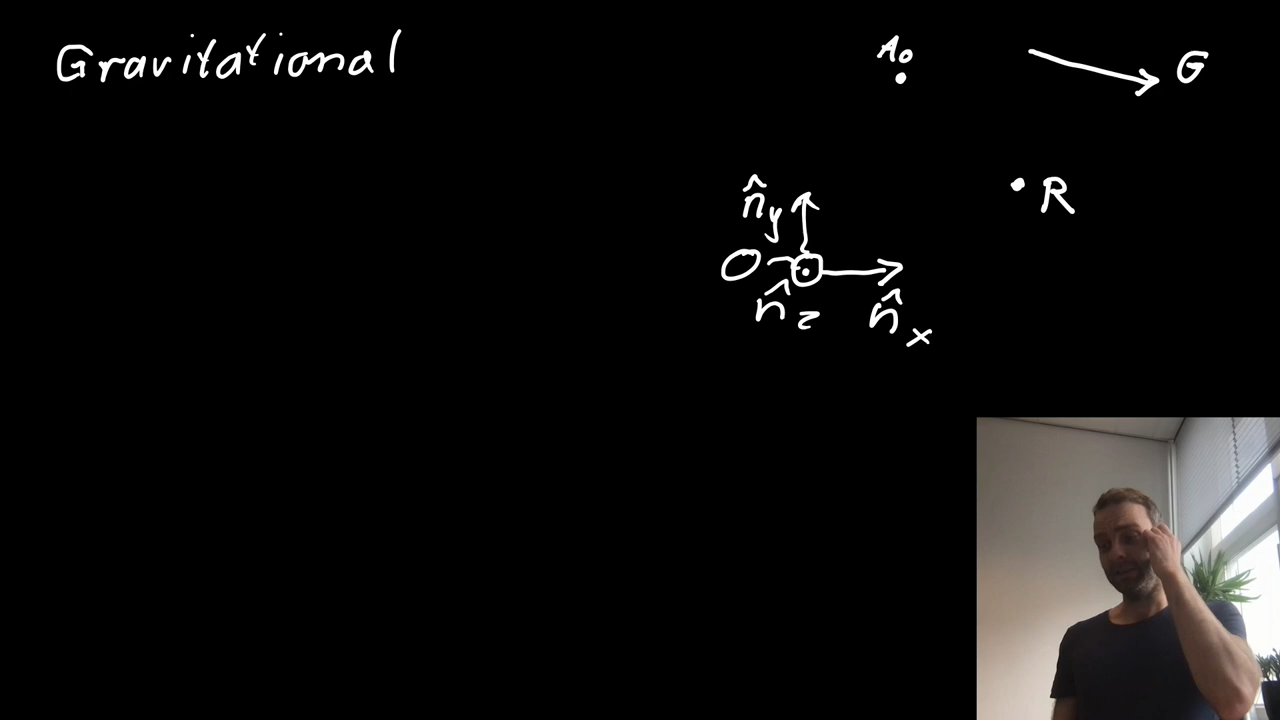 Gravitational
A₀
G
R
n̂y
O
n̂z
n̂x